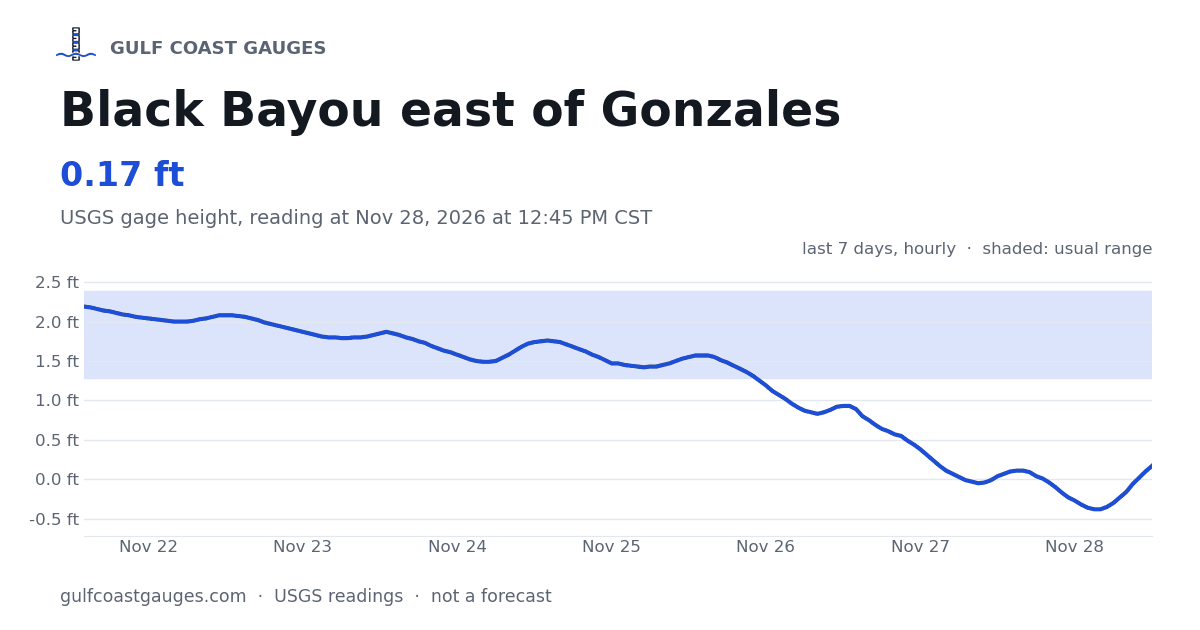 GULF COAST GAUGES
Black Bayou east of Gonzales
0.17 ft
USGS gage height, reading at Nov 28, 2026 at 12:45 PM CST
last 7 days, hourly · shaded: usual range
2.5 ft
2.0 ft
1.5 ft
1.0 ft
0.5 ft
0.0 ft
-0.5 ft
Nov 22 Nov 23 Nov 24 Nov 25 Nov 26 Nov 27 Nov 28
gulfcoastgauges.com · USGS readings · not a forecast